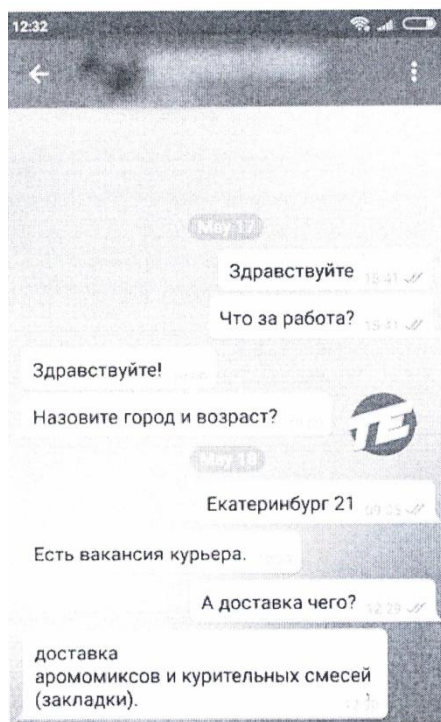 12:32
May 17
Здравствуйте 15:41
Что за работа? 15:41
Здравствуйте!
Назовите город и возраст?
TE
May 18
Екатеринбург 21
Есть вакансия курьера.
А доставка чего? 12:29
доставка
аромомиксов и курительных смесей
(закладки).